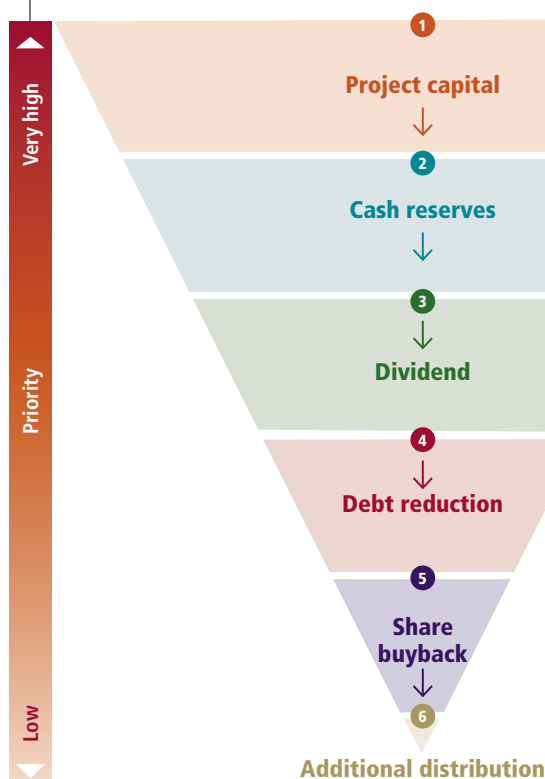 Very high
Priority
Low
1
Project capital
2
Cash reserves
3
Dividend
4
Debt reduction
5
Share
buyback
6
Additional distribution